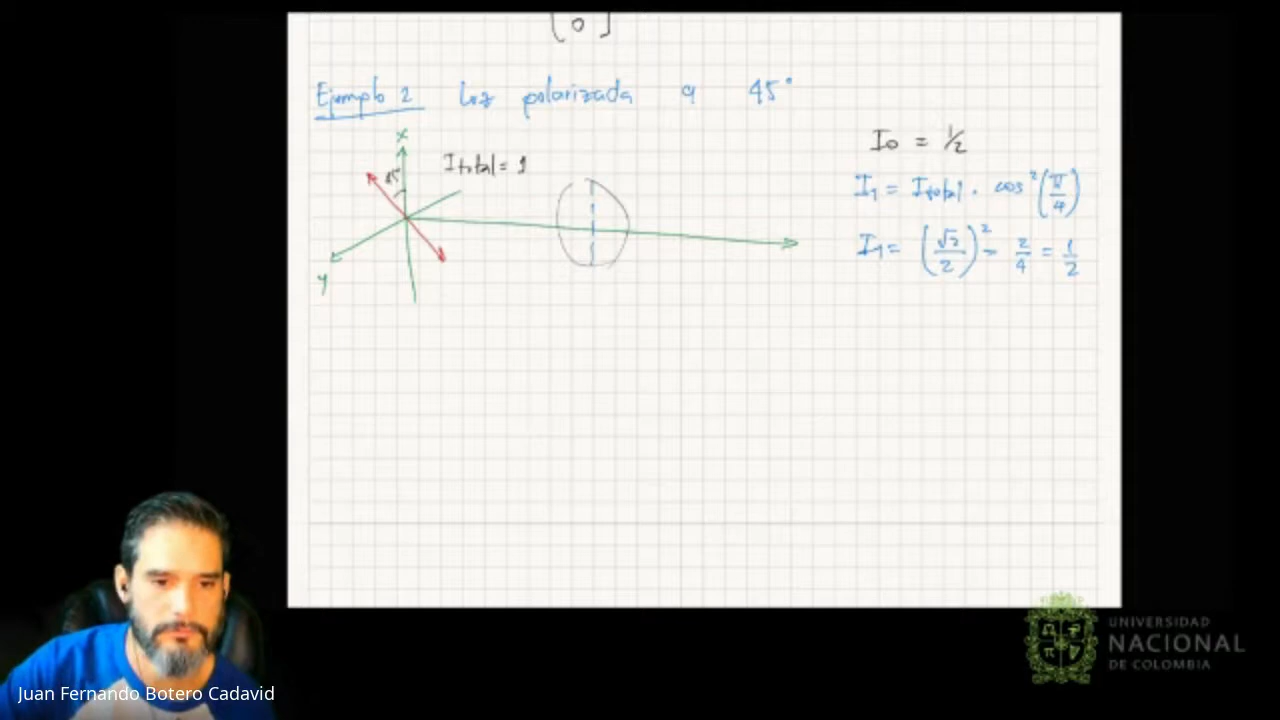 [0]
Ejemplo 2 Luz polarizada a 45°
x
45
Itotal = 1
y
I0 = 1/2
I1 = Itotal · cos²(π/4)
I1 = (√2/2)² = 2/4 = 1/2
UNIVERSIDAD
NACIONAL
DE COLOMBIA
Juan Fernando Botero Cadavid